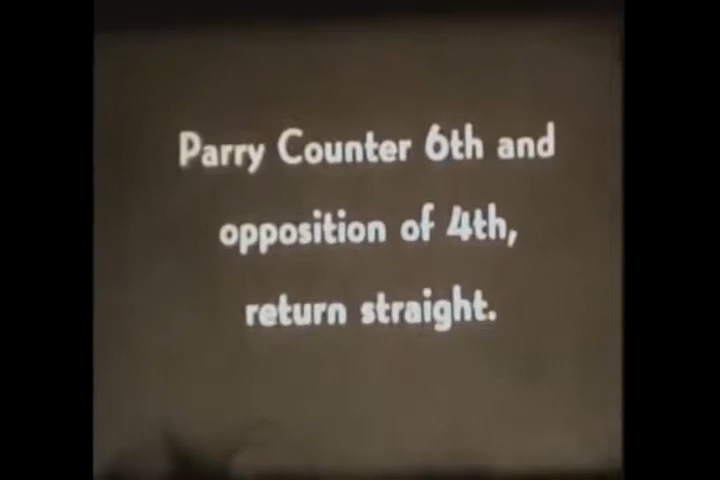 Parry Counter 6th and
opposition of 4th,
return straight.